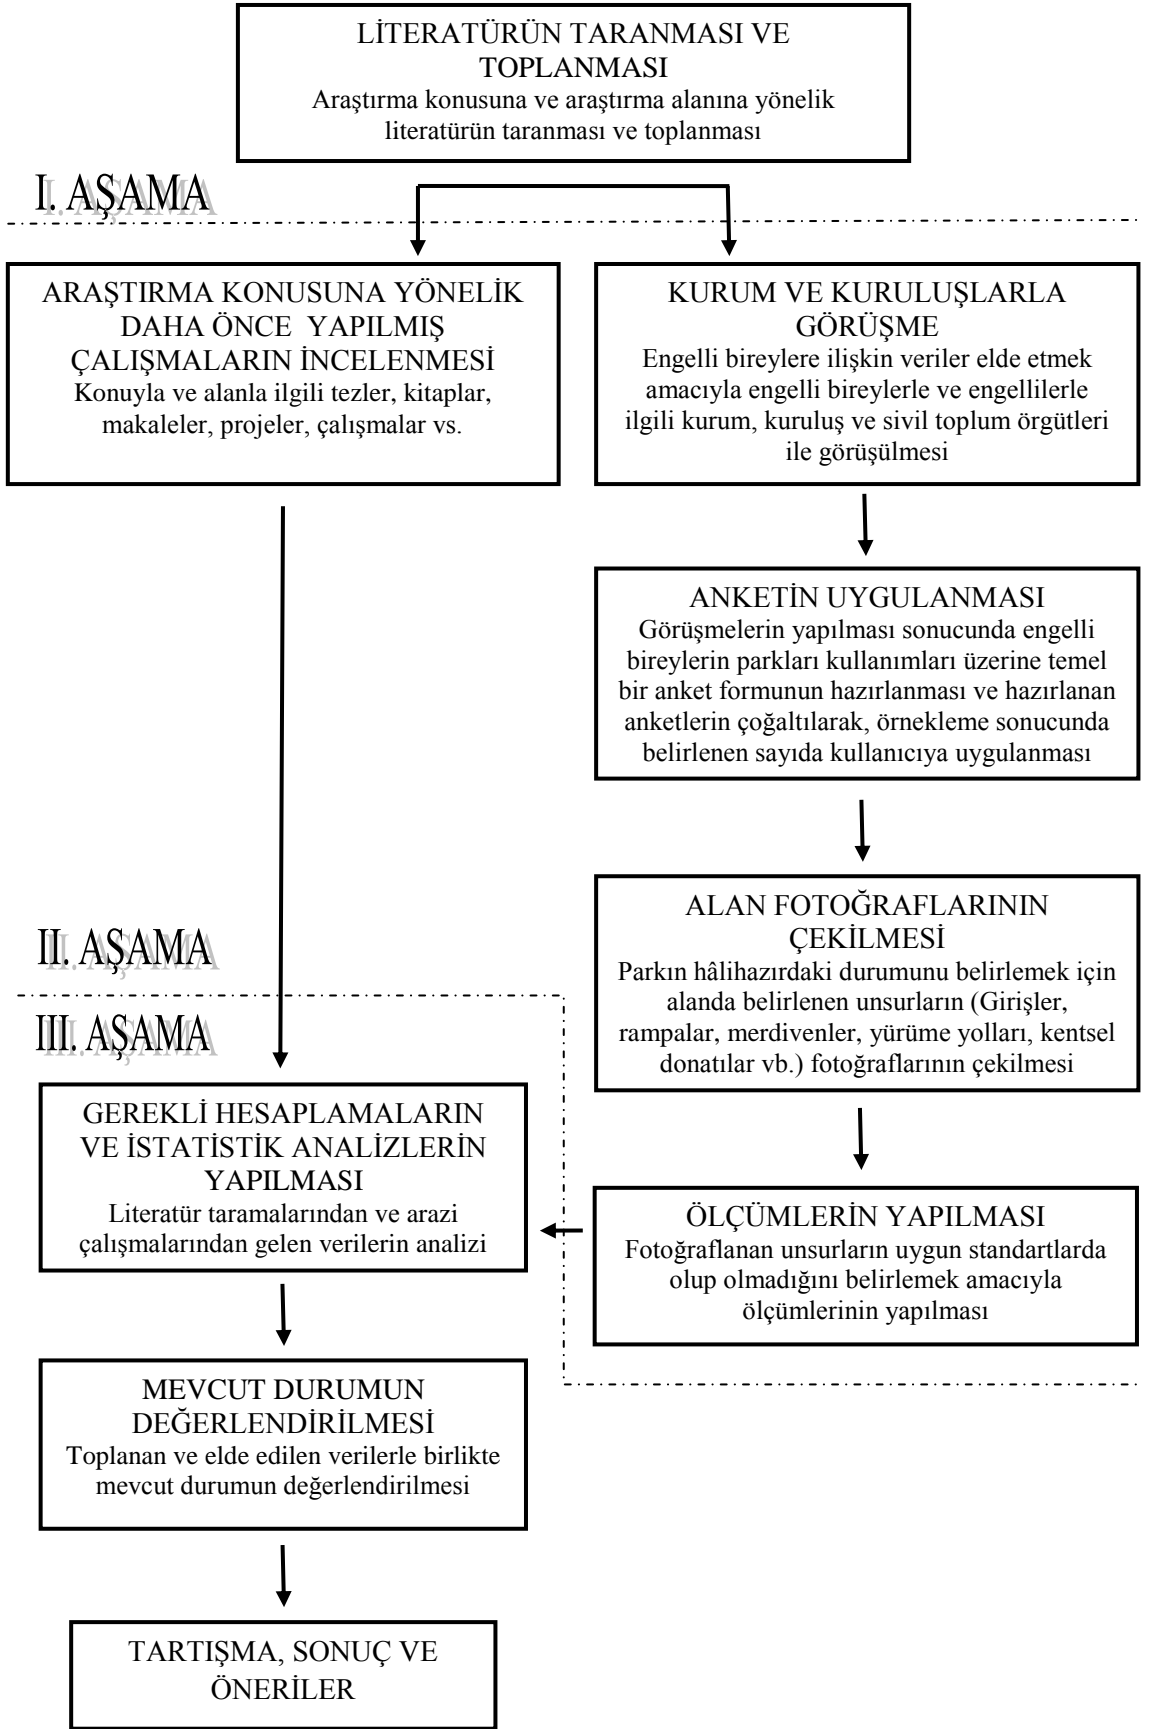 LİTERATÜRÜN TARANMASI VE
TOPLANMASI
Araştırma konusuna ve araştırma alanına yönelik
literatürün taranması ve toplanması
I. AŞAMA
ARAŞTIRMA KONUSUNA YÖNELİK
DAHA ÖNCE YAPILMIŞ
ÇALIŞMALARIN İNCELENMESİ
Konuyla ve alanla ilgili tezler, kitaplar,
makaleler, projeler, çalışmalar vs.
KURUM VE KURULUŞLARLA
GÖRÜŞME
Engelli bireylere ilişkin veriler elde etmek
amacıyla engelli bireylerle ve engellilerle
ilgili kurum, kuruluş ve sivil toplum örgütleri
ile görüşülmesi
ANKETİN UYGULANMASI
Görüşmelerin yapılması sonucunda engelli
bireylerin parkları kullanımları üzerine temel
bir anket formunun hazırlanması ve hazırlanan
anketlerin çoğaltılarak, örnekleme sonucunda
belirlenen sayıda kullanıcıya uygulanması
ALAN FOTOĞRAFLARININ
ÇEKİLMESİ
Parkın hâlihazırdaki durumunu belirlemek için
alanda belirlenen unsurların (Girişler,
rampalar, merdivenler, yürüme yolları, kentsel
donatılar vb.) fotoğraflarının çekilmesi
II. AŞAMA
III. AŞAMA
GEREKLİ HESAPLAMALARIN
VE İSTATİSTİK ANALİZLERİN
YAPILMASI
Literatür taramalarından ve arazi
çalışmalarından gelen verilerin analizi
ÖLÇÜMLERİN YAPILMASI
Fotoğraflanan unsurların uygun standartlarda
olup olmadığını belirlemek amacıyla
ölçümlerinin yapılması
MEVCUT DURUMUN
DEĞERLENDİRİLMESİ
Toplanan ve elde edilen verilerle birlikte
mevcut durumun değerlendirilmesi
TARTIŞMA, SONUÇ VE
ÖNERİLER